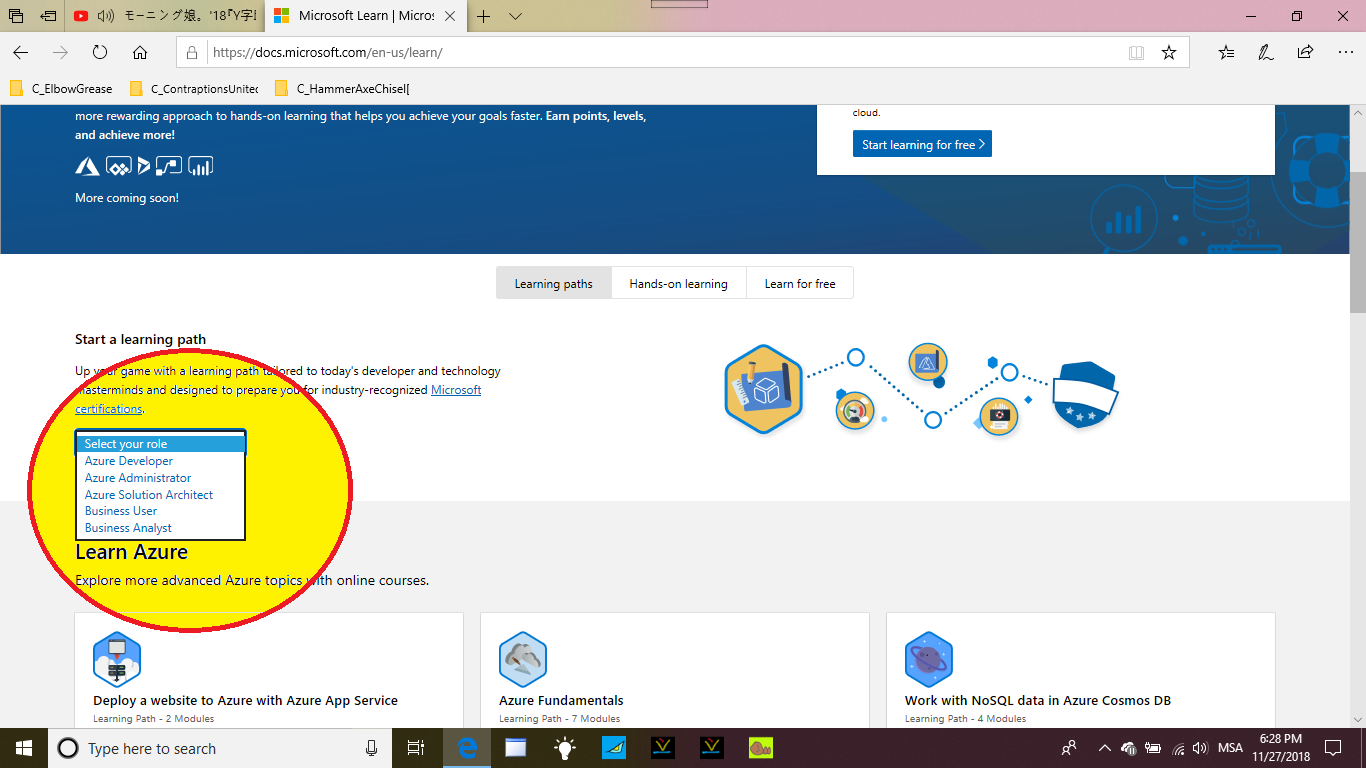 モーニング娘。'18『Y字
Microsoft Learn | Micros
https://docs.microsoft.com/en-us/learn/
C_ElbowGrease
C_ContraptionsUnited
C_HammerAxeChisel[
more rewarding approach to hands-on learning that helps you achieve your goals faster. Earn points, levels,
and achieve more!
More coming soon!
cloud.
Start learning for free
Learning paths
Hands-on learning
Learn for free
Start a learning path
Up your game with a learning path tailored to today's developer and technology
masterminds and designed to prepare you for industry-recognized Microsoft
certifications.
Select your role
Azure Developer
Azure Administrator
Azure Solution Architect
Business User
Business Analyst
Learn Azure
Explore more advanced Azure topics with online courses.
Deploy a website to Azure with Azure App Service
Learning Path - 2 Modules
Azure Fundamentals
Learning Path - 7 Modules
Work with NoSQL data in Azure Cosmos DB
Learning Path - 4 Modules
Type here to search
MSA
6:28 PM
11/27/2018